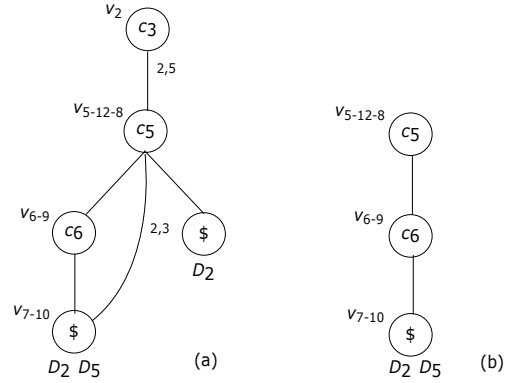 v2
c3
2,5
v5-12-8
c5
v6-9
c6
2,3
$
D2
v7-10
$
D2 D5
(a)
v5-12-8
c5
v6-9
c6
v7-10
$
D2 D5
(b)